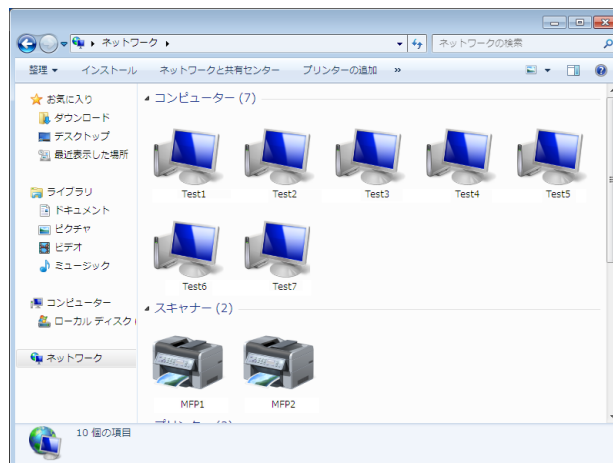 ネットワーク
ネットワークの検索
整理 インストール ネットワークと共有センター プリンターの追加 »
お気に入り
ダウンロード
デスクトップ
最近表示した場所
ライブラリ
ドキュメント
ピクチャ
ビデオ
ミュージック
コンピューター
ローカル ディスク (
ネットワーク
コンピューター (7)
Test1 Test2 Test3 Test4 Test5
Test6 Test7
スキャナー (2)
MFP1 MFP2
10 個の項目